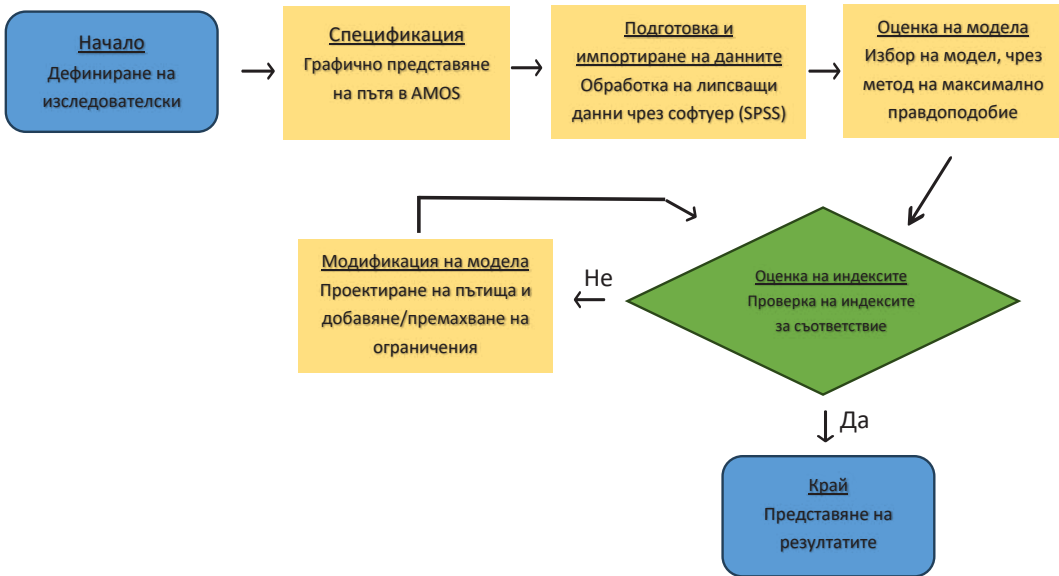 Начало
Дефиниране на
изследователски
Спецификация
Графично представяне
на пътя в AMOS
Подготовка и
импортиране на данните
Обработка на липсващи
данни чрез софтуер (SPSS)
Оценка на модела
Избор на модел, чрез
метод на максимално
правдоподобие
Модификация на модела
Проектиране на пътища и
добавяне/премахване на
ограничения
Не
Оценка на индексите
Проверка на индексите
за съответствие
Да
Край
Представяне на
резултатите